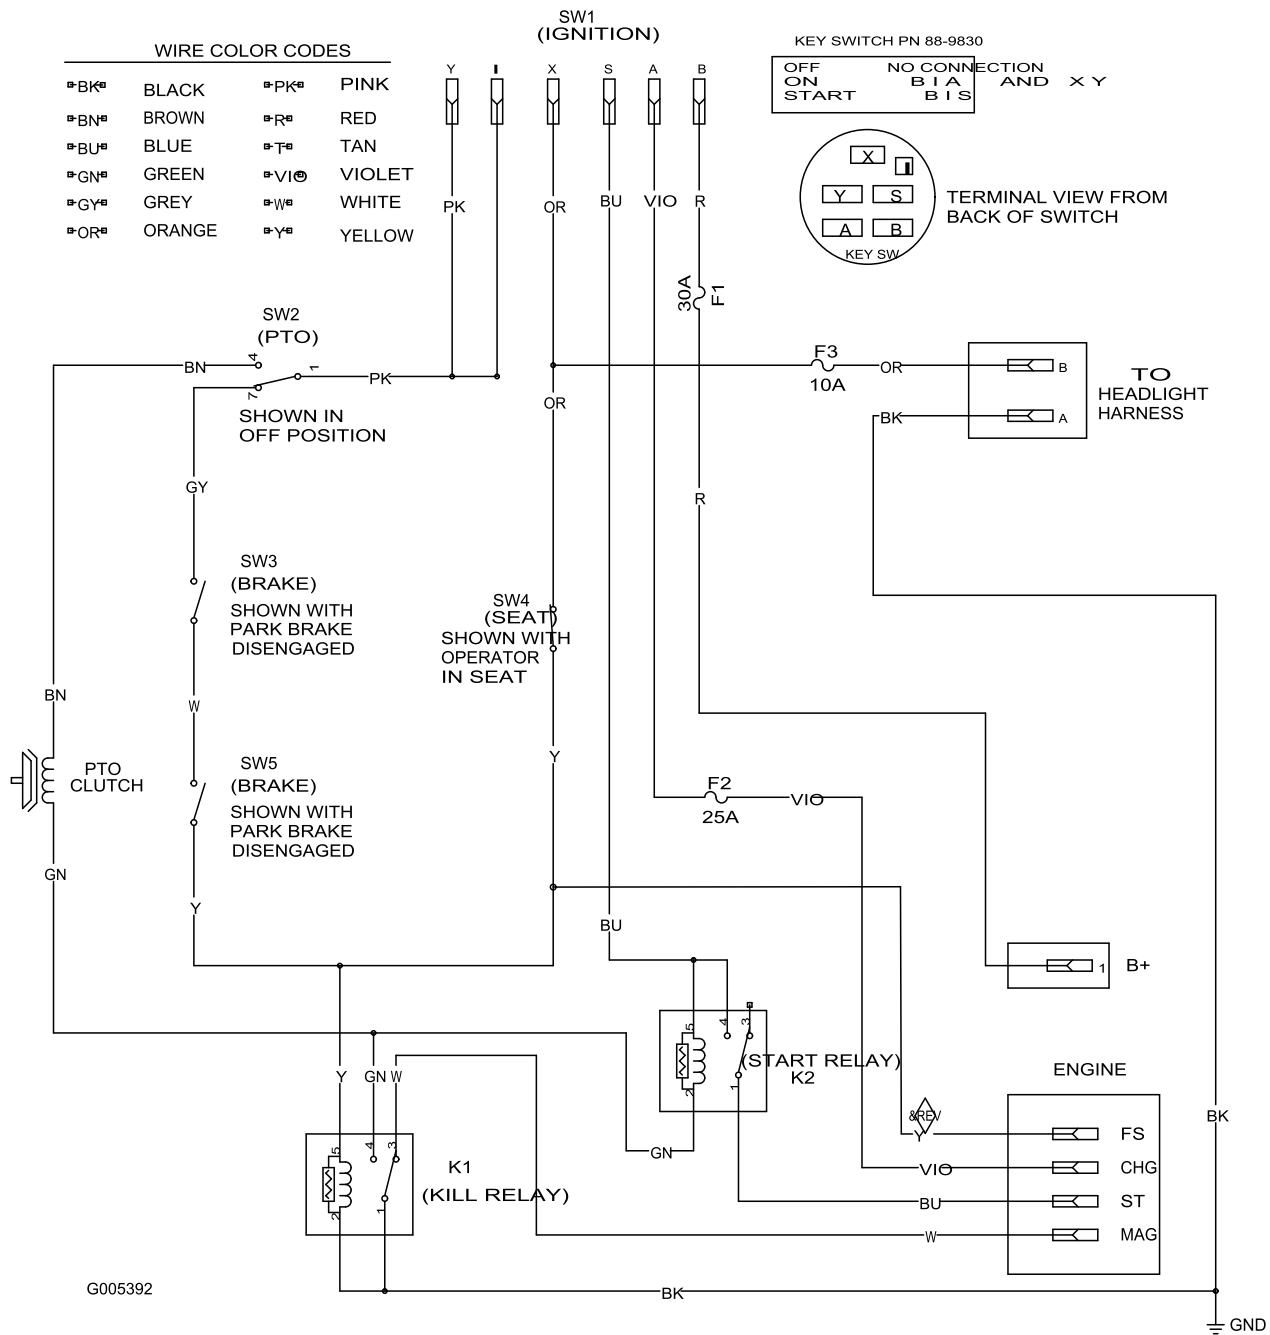 SW1
(IGNITION)
WIRE COLOR CODES
BK BLACK
PK PINK
BN BROWN
R RED
BU BLUE
T TAN
GN GREEN
VIO VIOLET
GY GREY
W WHITE
OR ORANGE
Y YELLOW
Y I X S A B
KEY SWITCH PN 88-9830
OFF NO CONNECTION
ON B I A AND X Y
START B I S
X
I
Y S
A B
KEY SW
TERMINAL VIEW FROM
BACK OF SWITCH
PK
OR
BU
VIO
R
30A
F1
SW2
(PTO)
BN
4
1
7
PK
SHOWN IN
OFF POSITION
F3
10A
OR
OR
BK
B
A
TO
HEADLIGHT
HARNESS
GY
R
SW3
(BRAKE)
SHOWN WITH
PARK BRAKE
DISENGAGED
SW4
(SEAT)
SHOWN WITH
OPERATOR
IN SEAT
BN
W
Y
PTO
CLUTCH
SW5
(BRAKE)
SHOWN WITH
PARK BRAKE
DISENGAGED
F2
25A
VIO
GN
Y
BU
1
B+
5
4
3
2
1
(START RELAY)
K2
Y
GN
W
GN
5
4
3
2
1
K1
(KILL RELAY)
ENGINE
&REV
Y
FS
VIO
CHG
BU
ST
W
MAG
BK
BK
GND
G005392